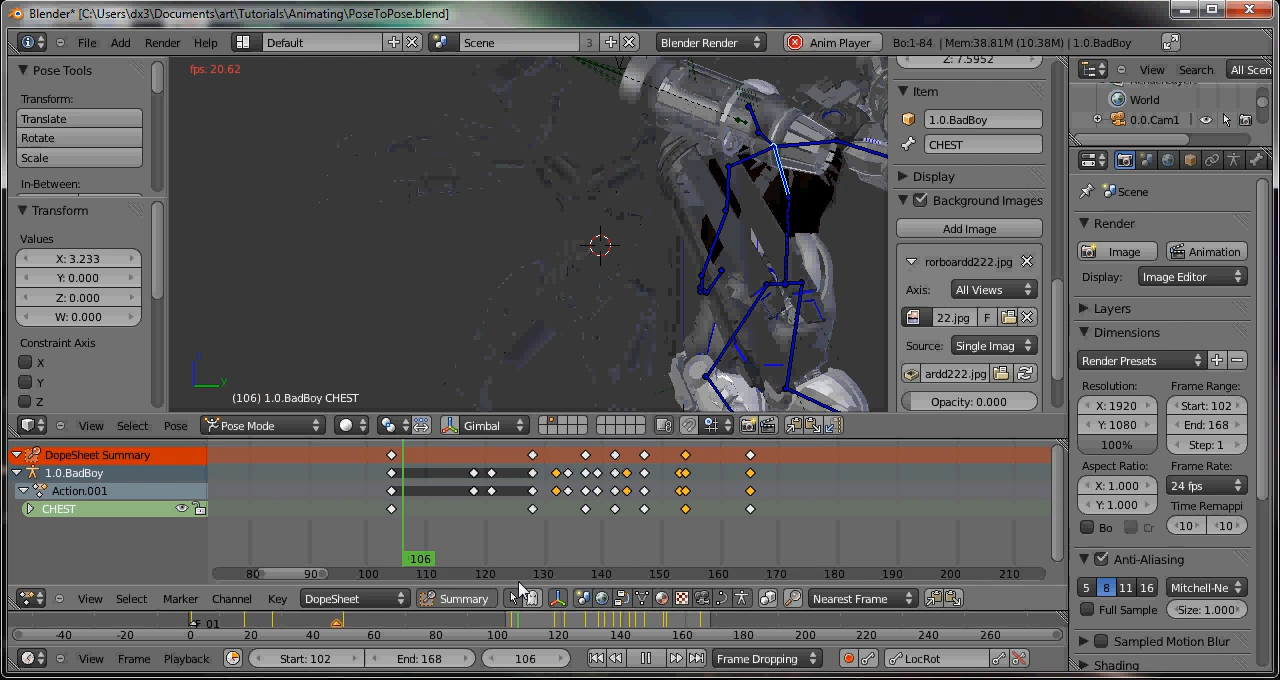 Blender* [C:\Users\dx3\Documents\art\Tutorials\Animating\PoseToPose.blend]
File Add Render Help Default Scene 3 Blender Render Anim Player Bo:1-84 | Mem:38.81M (10.38M) | 1.0.BadBoy
Pose Tools
Transform:
Translate
Rotate
Scale
In-Between:
Transform
Values
X: 3.233
Y: 0.000
Z: 0.000
W: 0.000
Constraint Axis
X
Y
Z
fps: 20.62
y
(106) 1.0.BadBoy CHEST
Z: 7.5952
Item
1.0.BadBoy
CHEST
Display
Background Images
Add Image
rorboardd222.jpg
Axis: All Views
22.jpg F
Source: Single Imag
ardd222.jpg
Opacity: 0.000
View Search All Scen
World
0.0.Cam1
Scene
Render
Image Animation
Display: Image Editor
Layers
Dimensions
Render Presets
Resolution: Frame Range:
X: 1920 Start: 102
Y: 1080 End: 168
100% Step: 1
Aspect Ratio: Frame Rate:
X: 1.000 24 fps
Y: 1.000 Time Remappi
Bo Cr 10 10
Anti-Aliasing
5 8 11 16 Mitchell-Ne
Full Sample Size: 1.000
Sampled Motion Blur
Shading
View Select Pose Pose Mode Gimbal
DopeSheet Summary
1.0.BadBoy
Action.001
CHEST
106
80 90 100 110 120 130 140 150 160 170 180 190 200 210
View Select Marker Channel Key DopeSheet Summary Nearest Frame
F_01
-40 -20 0 20 40 60 80 100 120 140 160 180 200 220 240 260
View Frame Playback Start: 102 End: 168 106 Frame Dropping LocRot